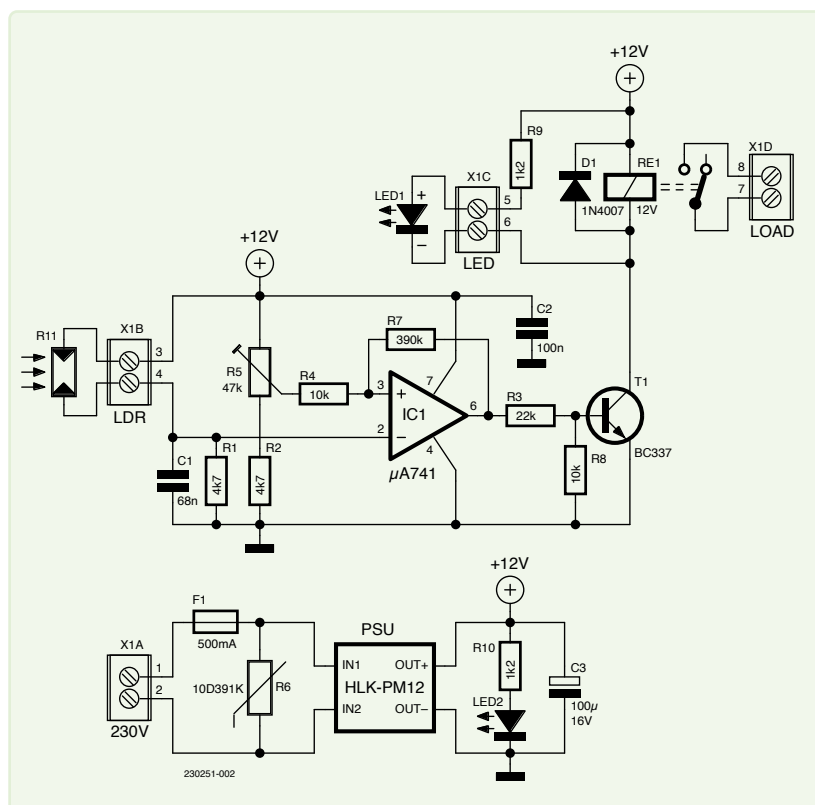 +12V
R9
1k2
D1
1N4007
RE1
12V
X1D
8
7
LOAD
X1C
LED1
+
–
5
6
LED
+12V
R11
X1B
3
4
LDR
R5
47k
R4
10k
R7
390k
C2
100n
3
+
7
IC1
6
2
–
4
µA741
R3
22k
T1
BC337
R8
10k
C1
68n
R1
4k7
R2
4k7
+12V
F1
500mA
X1A
1
2
230V
10D391K
R6
PSU
IN1
OUT+
HLK-PM12
IN2
OUT–
R10
1k2
LED2
C3
100µ
16V
230251-002